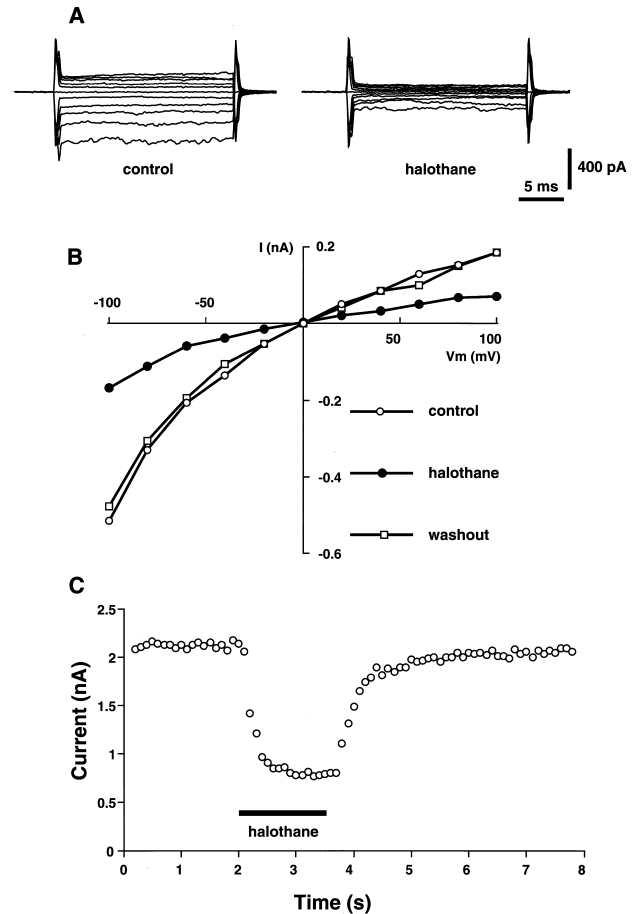 A
control
halothane
400 pA
5 ms
B
I (nA)
0.2
-100
-50
50
100
Vm (mV)
-0.2
-0.4
-0.6
control
halothane
washout
C
2.5
2
1.5
1
0.5
0
Current (nA)
halothane
0 1 2 3 4 5 6 7 8
Time (s)